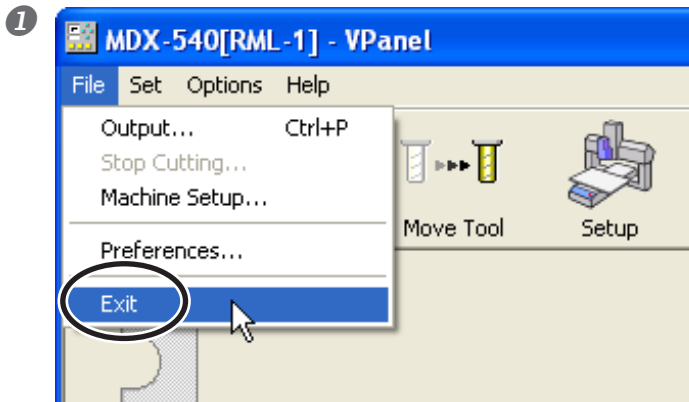 1
MDX-540[RML-1] - VPanel
File Set Options Help
Output... Ctrl+P
Stop Cutting...
Machine Setup...
Preferences...
Exit
Move Tool
Setup